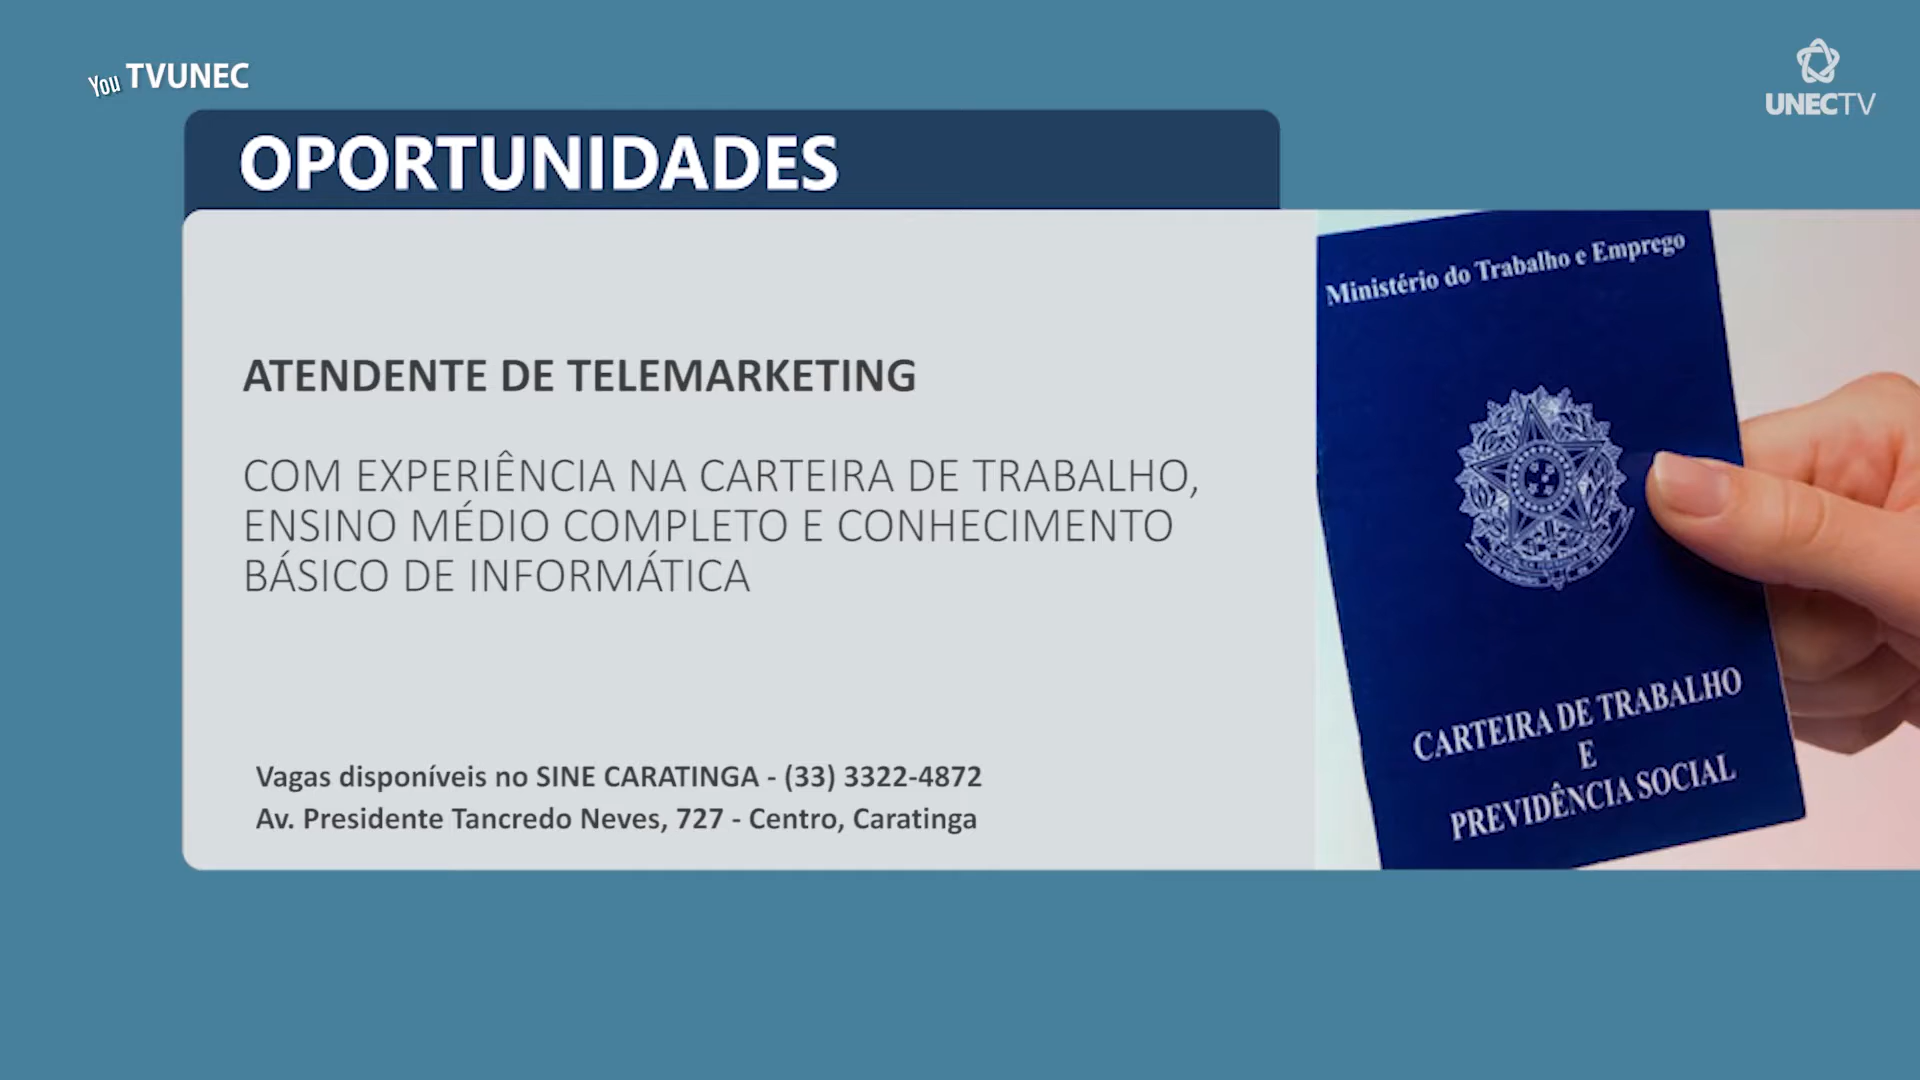 You TVUNEC
UNECTV
OPORTUNIDADES
ATENDENTE DE TELEMARKETING
COM EXPERIÊNCIA NA CARTEIRA DE TRABALHO,
ENSINO MÉDIO COMPLETO E CONHECIMENTO
BÁSICO DE INFORMÁTICA
Vagas disponíveis no SINE CARATINGA - (33) 3322-4872
Av. Presidente Tancredo Neves, 727 - Centro, Caratinga
Ministério do Trabalho e Emprego
CARTEIRA DE TRABALHO
E
PREVIDÊNCIA SOCIAL